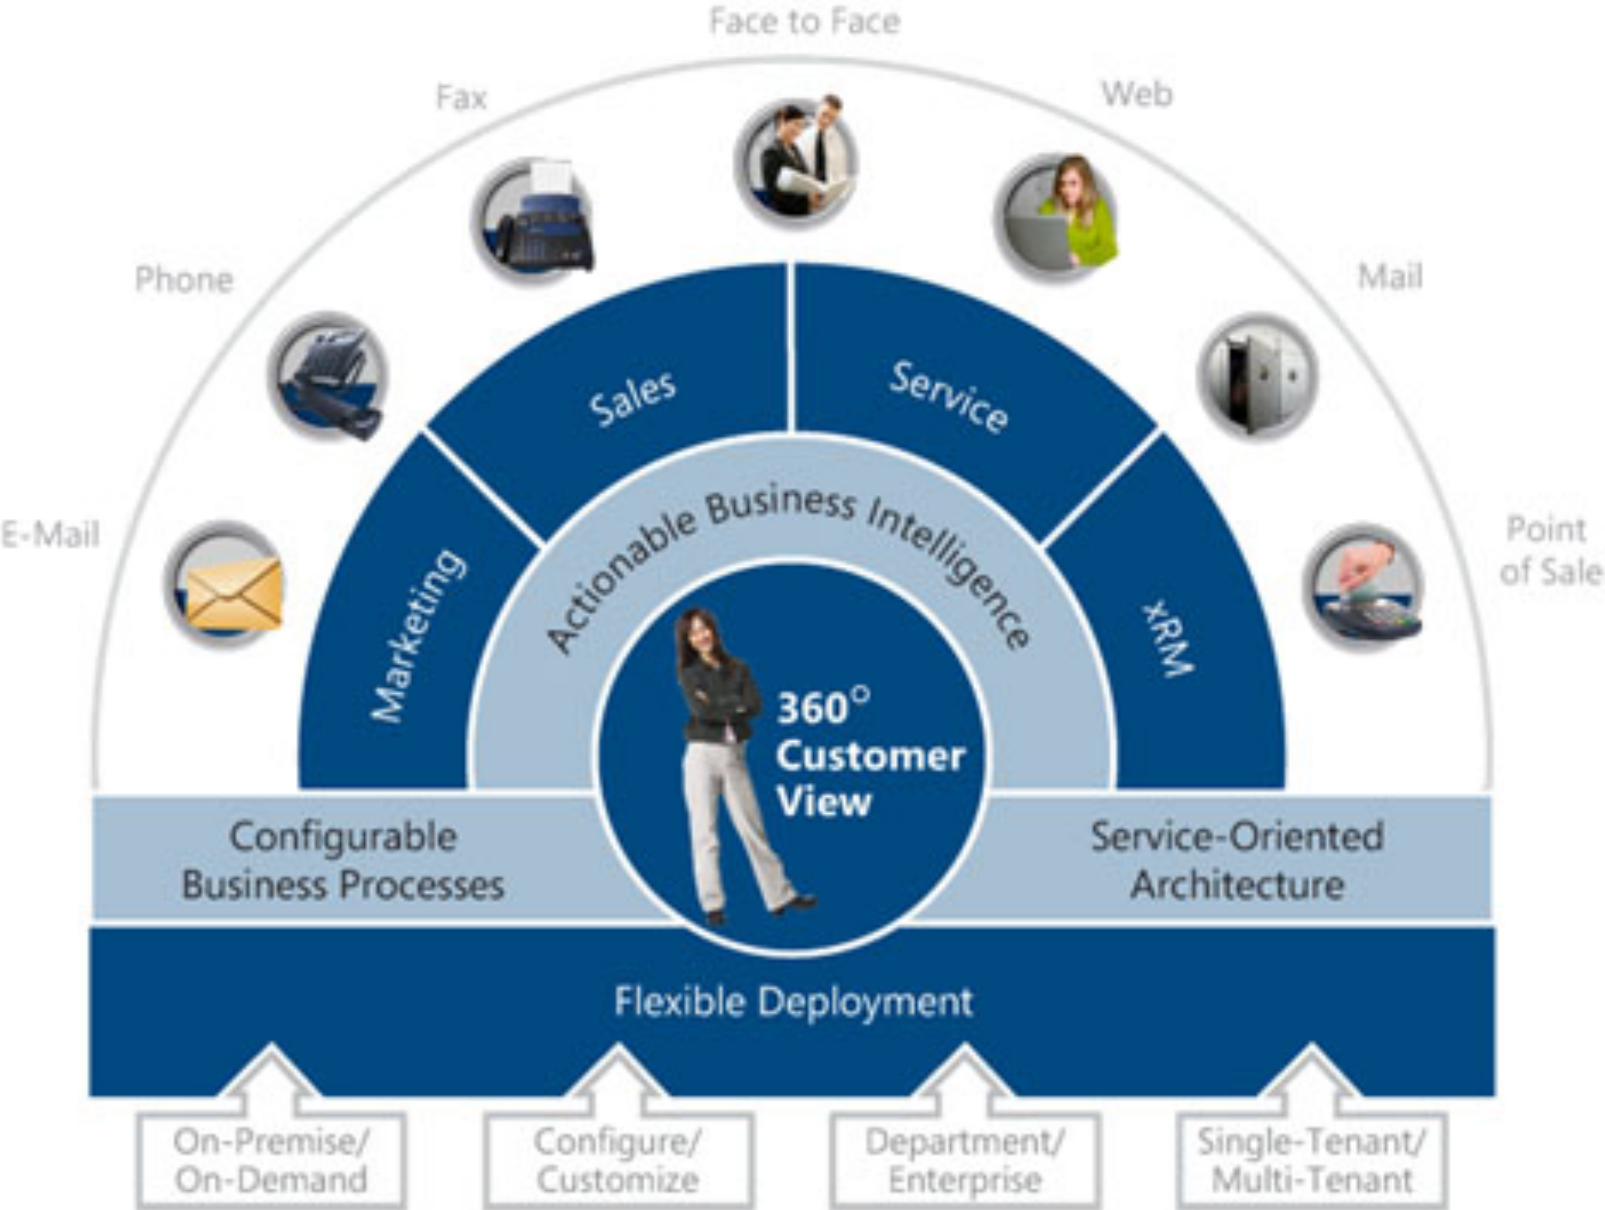 Face to Face
Fax
Web
Phone
Mail
E-Mail
Point
of Sale
Sales
Service
Marketing
xRM
Actionable Business Intelligence
360°
Customer
View
Configurable
Business Processes
Service-Oriented
Architecture
Flexible Deployment
On-Premise/
On-Demand
Configure/
Customize
Department/
Enterprise
Single-Tenant/
Multi-Tenant